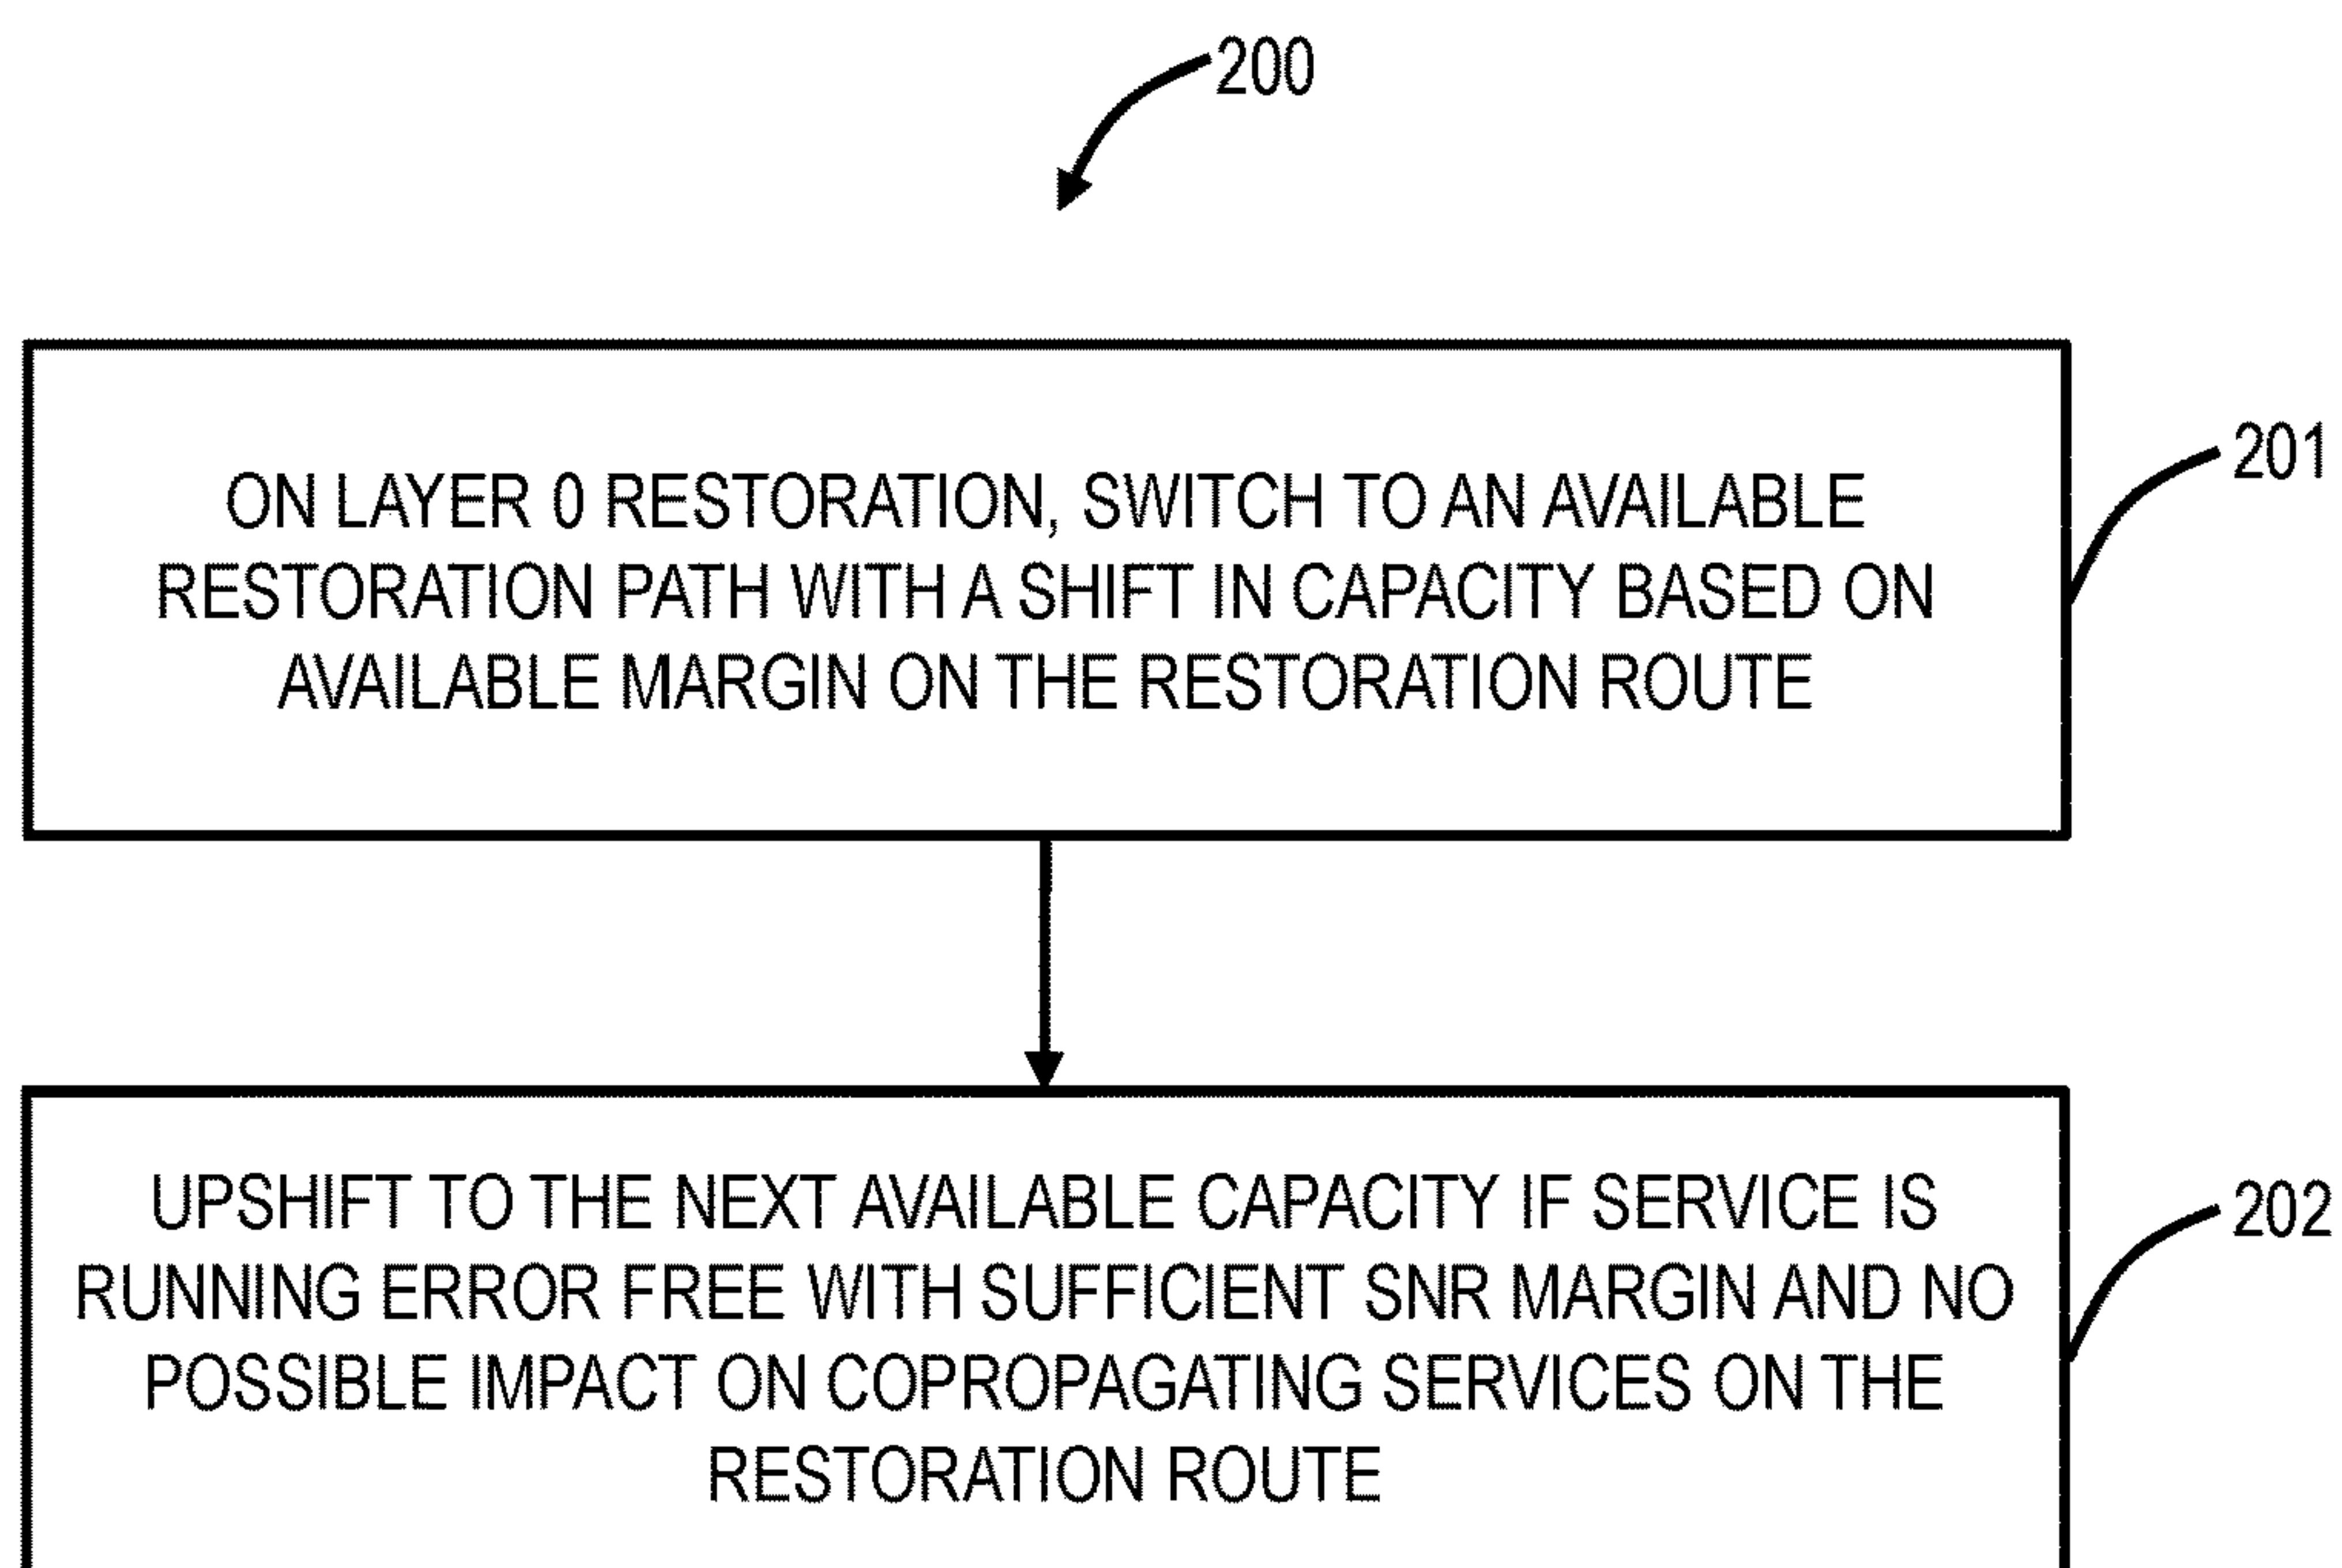 200
ON LAYER 0 RESTORATION, SWITCH TO AN AVAILABLE
RESTORATION PATH WITH A SHIFT IN CAPACITY BASED ON
AVAILABLE MARGIN ON THE RESTORATION ROUTE
201
UPSHIFT TO THE NEXT AVAILABLE CAPACITY IF SERVICE IS
RUNNING ERROR FREE WITH SUFFICIENT SNR MARGIN AND NO
POSSIBLE IMPACT ON COPROPAGATING SERVICES ON THE
RESTORATION ROUTE
202